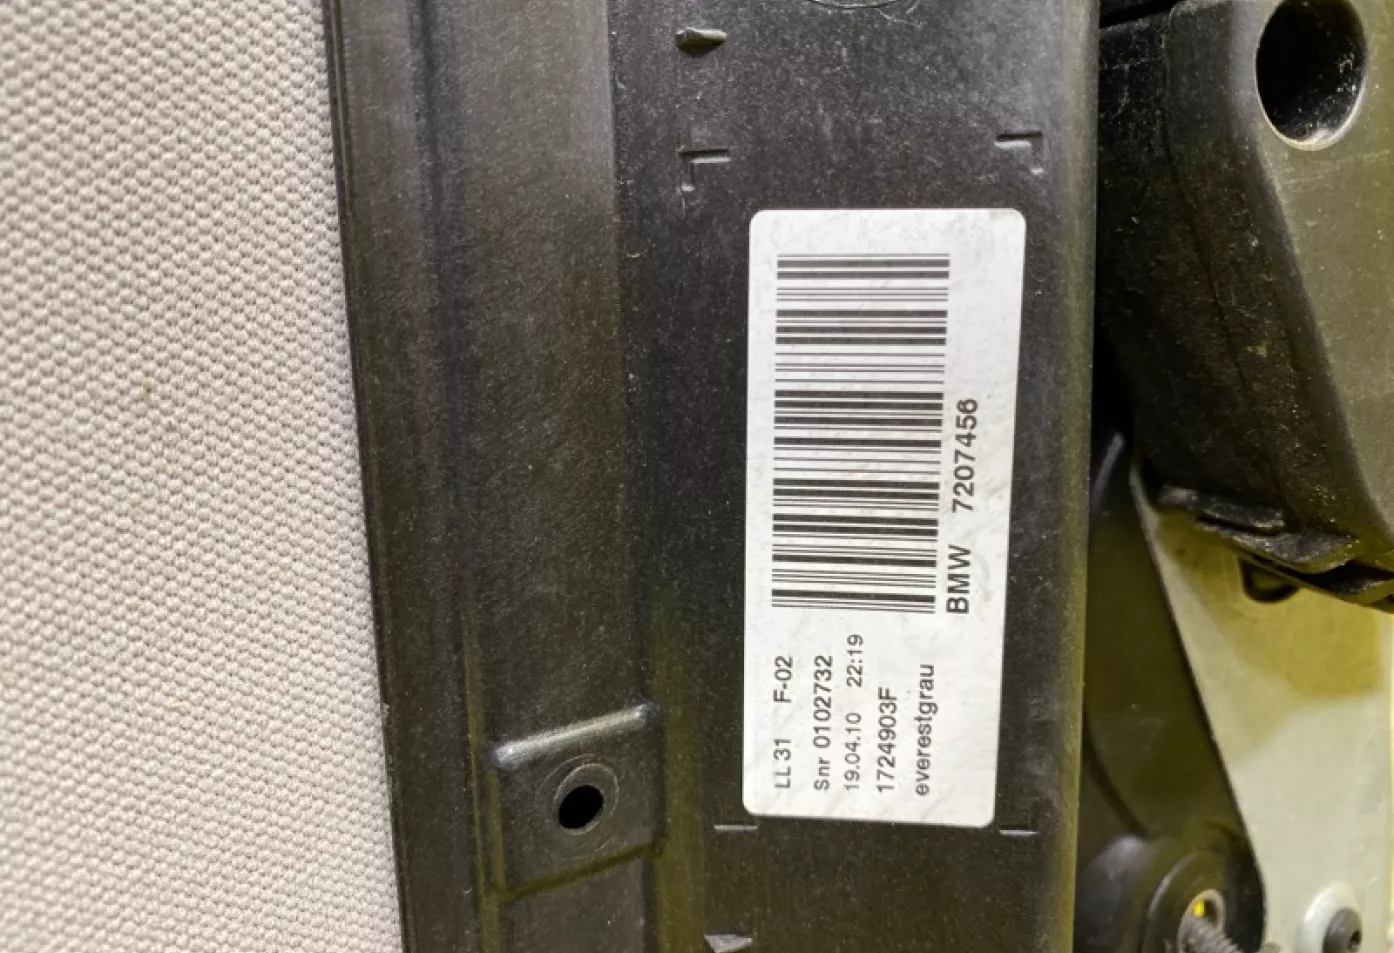 BMW 7207456
LL 31 F-02
Snr 0102732
19.04.10 22:19
1724903F
everestgrau